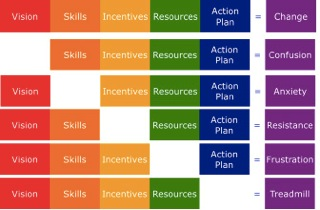 Vision Skills Incentives Resources Action Plan = Change
Skills Incentives Resources Action Plan = Confusion
Vision Incentives Resources Action Plan = Anxiety
Vision Skills Resources Action Plan = Resistance
Vision Skills Incentives Action Plan = Frustration
Vision Skills Incentives Resources = Treadmill